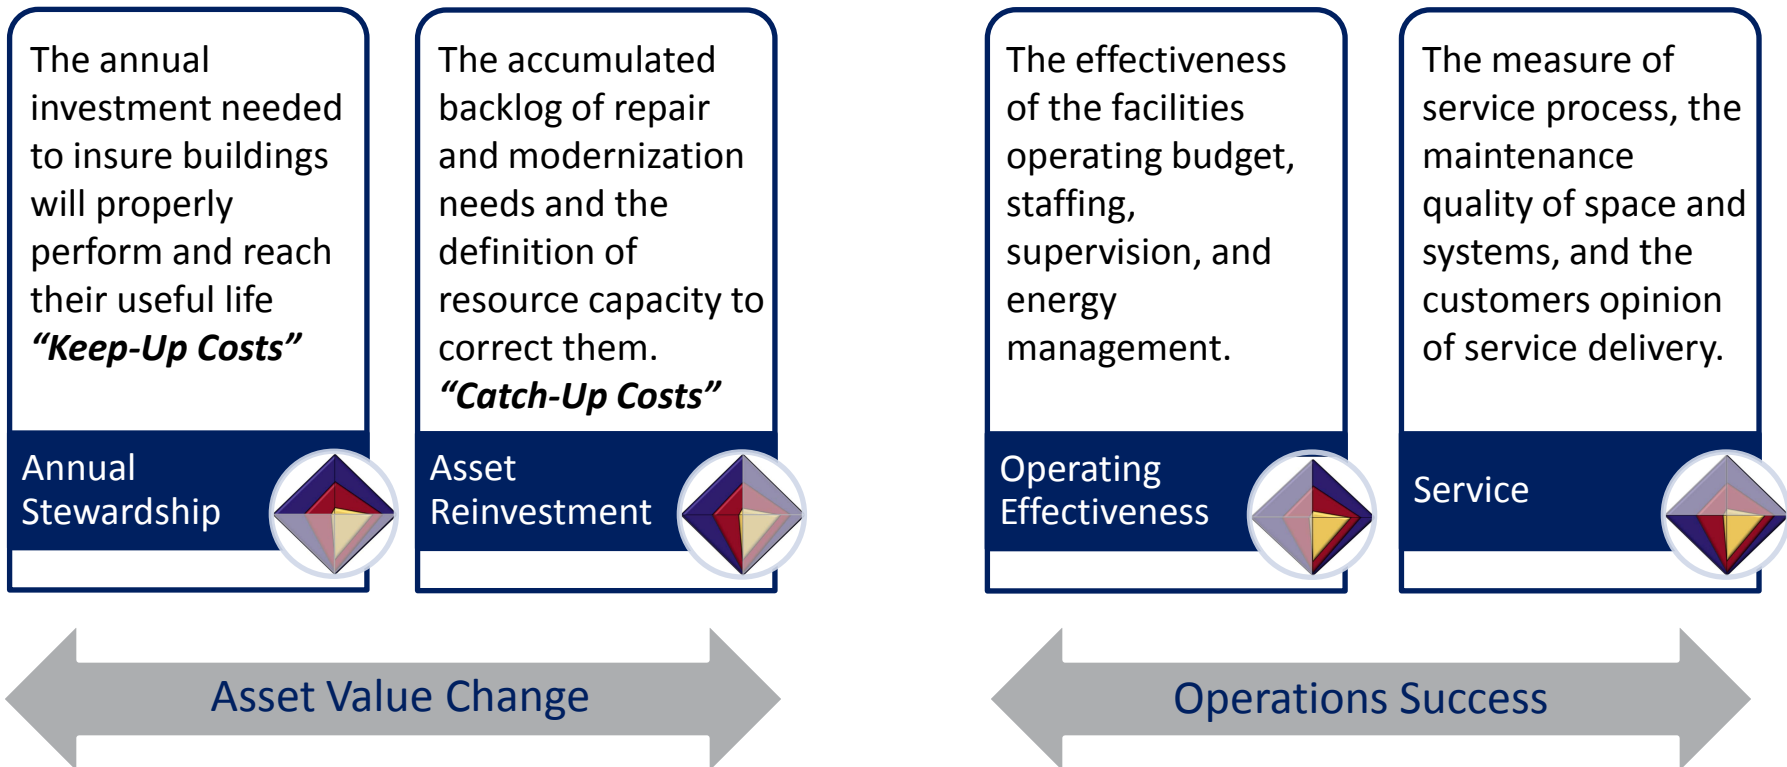 The annual
investment needed
to insure buildings
will properly
perform and reach
their useful life
“Keep-Up Costs”
Annual
Stewardship
The accumulated
backlog of repair
and modernization
needs and the
definition of
resource capacity to
correct them.
“Catch-Up Costs”
Asset
Reinvestment
Asset Value Change
The effectiveness
of the facilities
operating budget,
staffing,
supervision, and
energy
management.
Operating
Effectiveness
The measure of
service process, the
maintenance
quality of space and
systems, and the
customers opinion
of service delivery.
Service
Operations Success